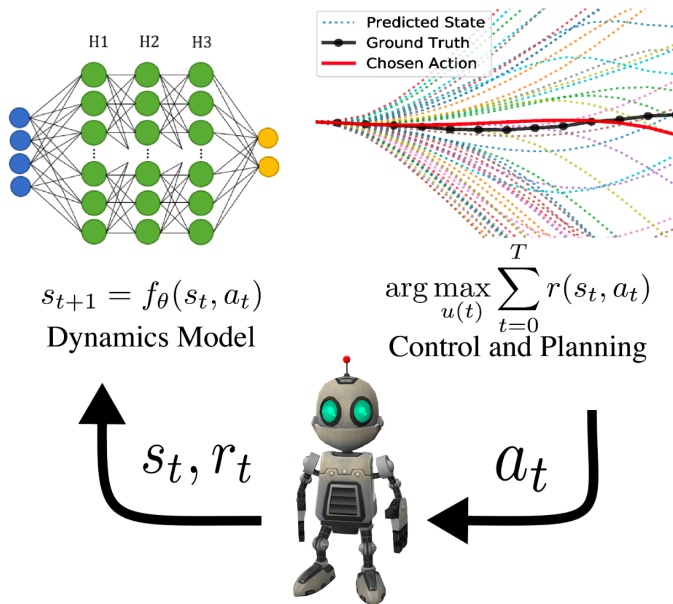 H1 H2 H3
Predicted State
Ground Truth
Chosen Action
s_{t+1} = f_θ(s_t, a_t)
Dynamics Model
arg max_{u(t)} ∑_{t=0}^{T} r(s_t, a_t)
Control and Planning
s_t, r_t
a_t